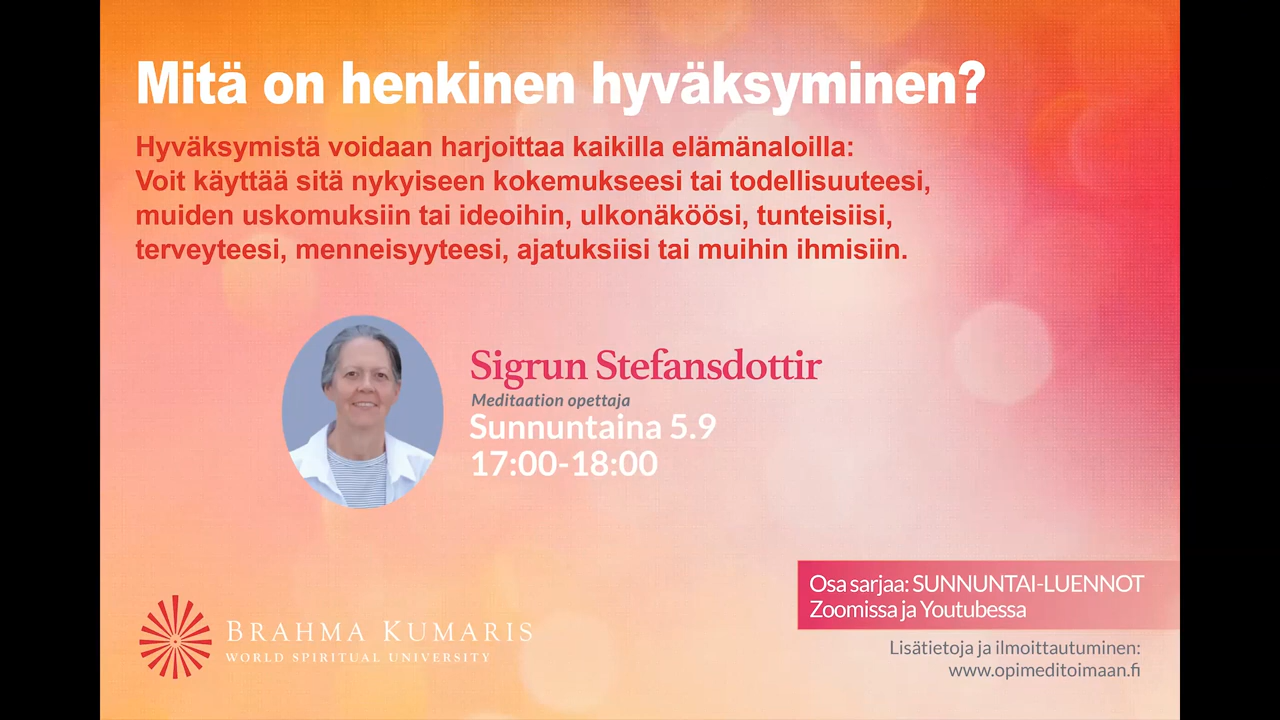 Mitä on henkinen hyväksyminen?
Hyväksymistä voidaan harjoittaa kaikilla elämänaloilla:
Voit käyttää sitä nykyiseen kokemukseesi tai todellisuuteesi,
muiden uskomuksiin tai ideoihin, ulkonäköösi, tunteisiisi,
terveyteesi, menneisyyteesi, ajatuksiisi tai muihin ihmisiin.
Sigrun Stefansdottir
Meditaation opettaja
Sunnuntaina 5.9
17:00-18:00
Osa sarjaa: SUNNUNTAI-LUENNOT
Zoomissa ja Youtubessa
Lisätietoja ja ilmoittautuminen:
www.opimeditoimaan.fi
BRAHMA KUMARIS
WORLD SPIRITUAL UNIVERSITY